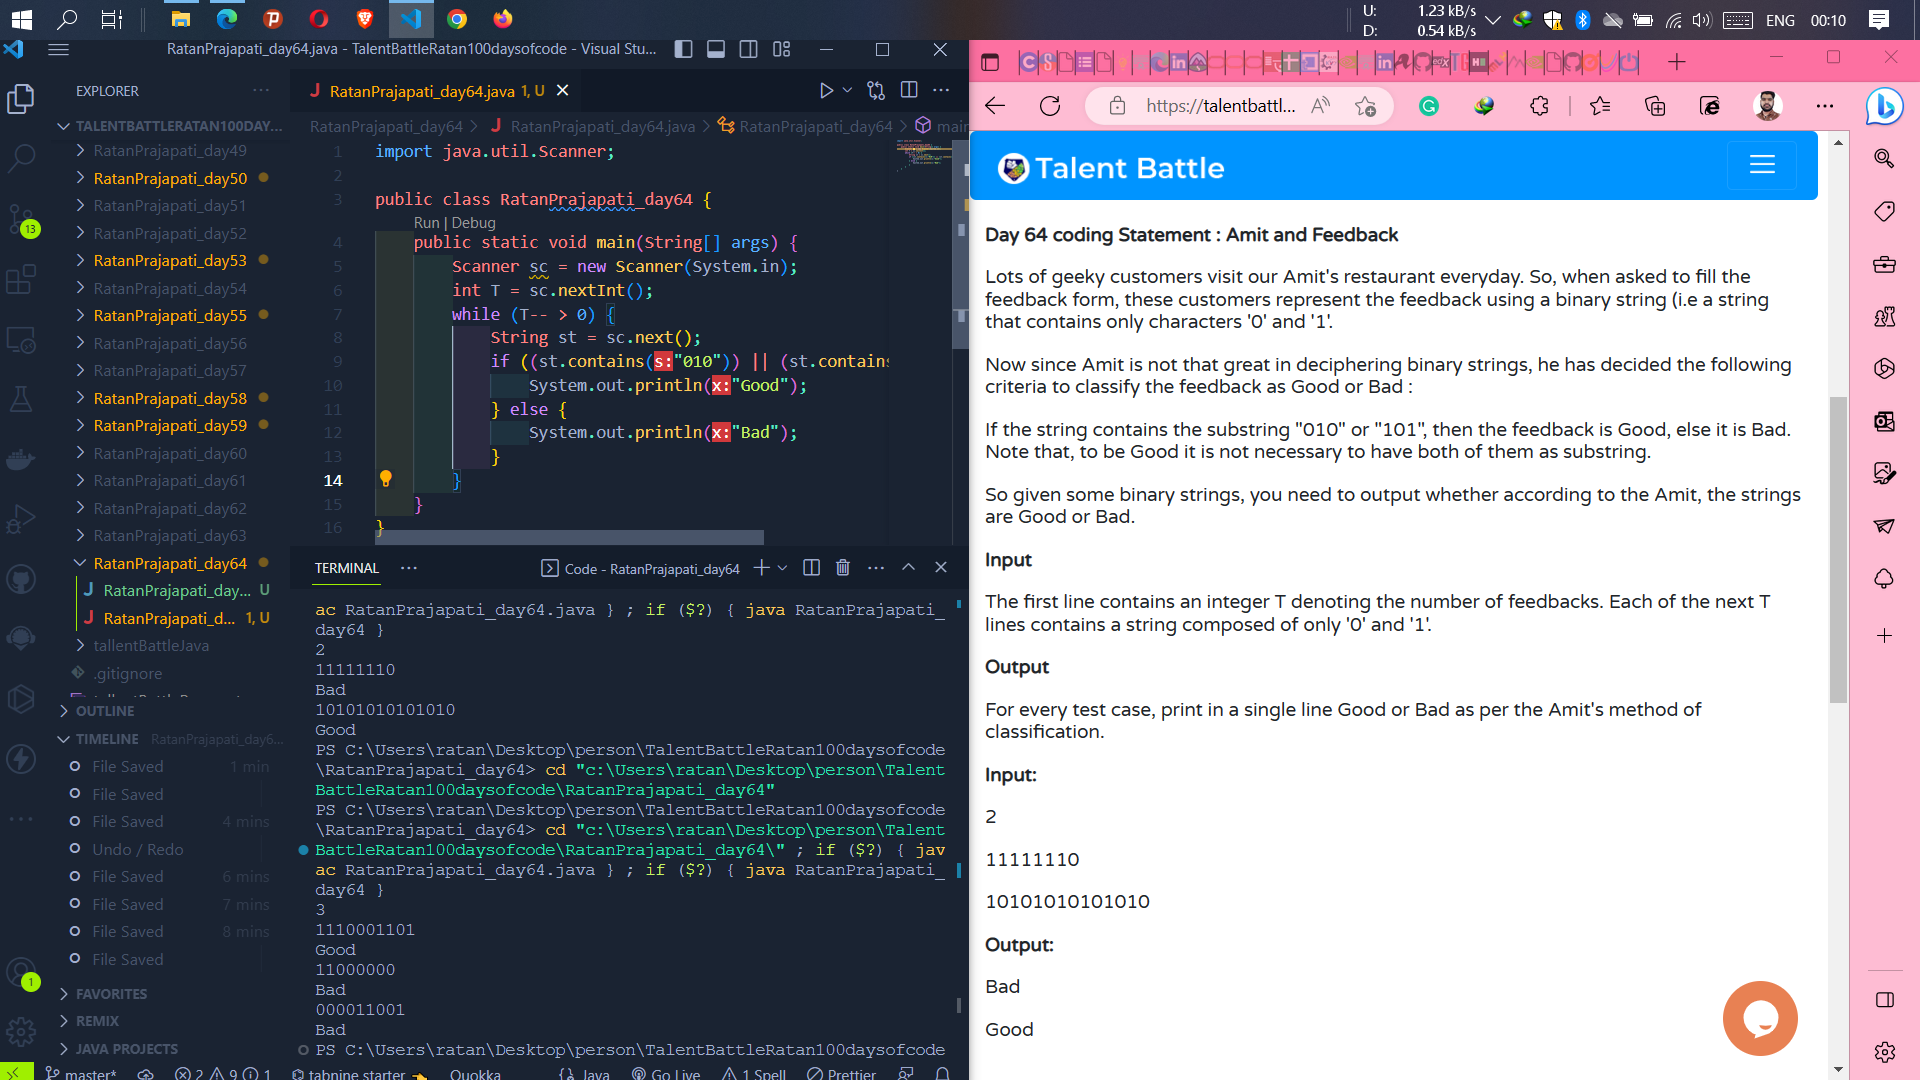 U: 1.23 kB/s
D: 0.54 kB/s
ENG 00:10
RatanPrajapati_day64.java - TalentBattleRatan100daysofcode - Visual Stu...
EXPLORER
TALENTBATTLERATAN100DAY...
RatanPrajapati_day49
RatanPrajapati_day50
RatanPrajapati_day51
RatanPrajapati_day52
RatanPrajapati_day53
RatanPrajapati_day54
RatanPrajapati_day55
RatanPrajapati_day56
RatanPrajapati_day57
RatanPrajapati_day58
RatanPrajapati_day59
RatanPrajapati_day60
RatanPrajapati_day61
RatanPrajapati_day62
RatanPrajapati_day63
RatanPrajapati_day64
J RatanPrajapati_day... U
J RatanPrajapati_d... 1, U
tallentBattleJava
.gitignore
OUTLINE
TIMELINE RatanPrajapati_day6...
File Saved 1 min
File Saved
File Saved 4 mins
Undo / Redo
File Saved 6 mins
File Saved 7 mins
File Saved 8 mins
File Saved
FAVORITES
REMIX
JAVA PROJECTS
13
1
J RatanPrajapati_day64.java 1, U
RatanPrajapati_day64 > J RatanPrajapati_day64.java > RatanPrajapati_day64 > main
1 import java.util.Scanner;
2
3 public class RatanPrajapati_day64 {
Run | Debug
4 public static void main(String[] args) {
5 Scanner sc = new Scanner(System.in);
6 int T = sc.nextInt();
7 while (T-- > 0) {
8 String st = sc.next();
9 if ((st.contains(s:"010")) || (st.contains
10 System.out.println(x:"Good");
11 } else {
12 System.out.println(x:"Bad");
13 }
14 }
15 }
16 }
TERMINAL
Code - RatanPrajapati_day64
ac RatanPrajapati_day64.java } ; if ($?) { java RatanPrajapati_
day64 }
2
11111110
Bad
10101010101010
Good
PS C:\Users\ratan\Desktop\person\TalentBattleRatan100daysofcode
\RatanPrajapati_day64> cd "c:\Users\ratan\Desktop\person\Talent
BattleRatan100daysofcode\RatanPrajapati_day64"
PS C:\Users\ratan\Desktop\person\TalentBattleRatan100daysofcode
\RatanPrajapati_day64> cd "c:\Users\ratan\Desktop\person\Talent
BattleRatan100daysofcode\RatanPrajapati_day64\" ; if ($?) { jav
ac RatanPrajapati_day64.java } ; if ($?) { java RatanPrajapati_
day64 }
3
1110001101
Good
11000000
Bad
000011001
Bad
PS C:\Users\ratan\Desktop\person\TalentBattleRatan100daysofcode
master* 2 9 1 tabnine starter Quokka {} Java Go Live 1 Spell Prettier
https://talentbattl...
Talent Battle
Day 64 coding Statement : Amit and Feedback
Lots of geeky customers visit our Amit's restaurant everyday. So, when asked to fill the
feedback form, these customers represent the feedback using a binary string (i.e a string
that contains only characters '0' and '1'.
Now since Amit is not that great in deciphering binary strings, he has decided the following
criteria to classify the feedback as Good or Bad :
If the string contains the substring "010" or "101", then the feedback is Good, else it is Bad.
Note that, to be Good it is not necessary to have both of them as substring.
So given some binary strings, you need to output whether according to the Amit, the strings
are Good or Bad.
Input
The first line contains an integer T denoting the number of feedbacks. Each of the next T
lines contains a string composed of only '0' and '1'.
Output
For every test case, print in a single line Good or Bad as per the Amit's method of
classification.
Input:
2
11111110
10101010101010
Output:
Bad
Good